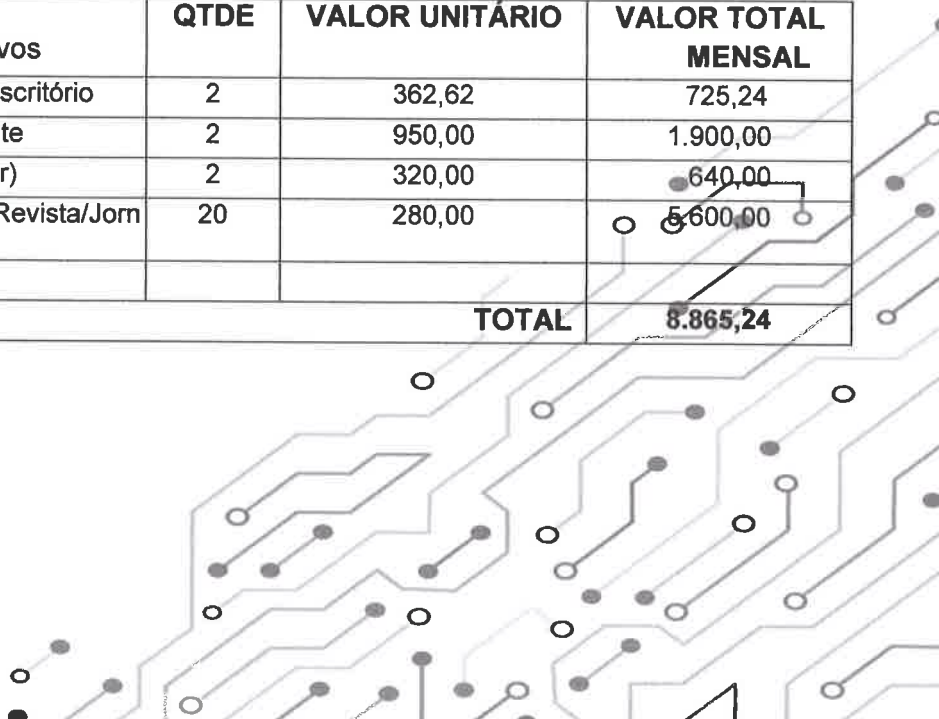 vos QTDE VALOR UNITÁRIO VALOR TOTAL MENSAL
scritório 2 362,62 725,24
te 2 950,00 1.900,00
r) 2 320,00 640,00
Revista/Jorn 20 280,00 5.600,00
TOTAL 8.865,24